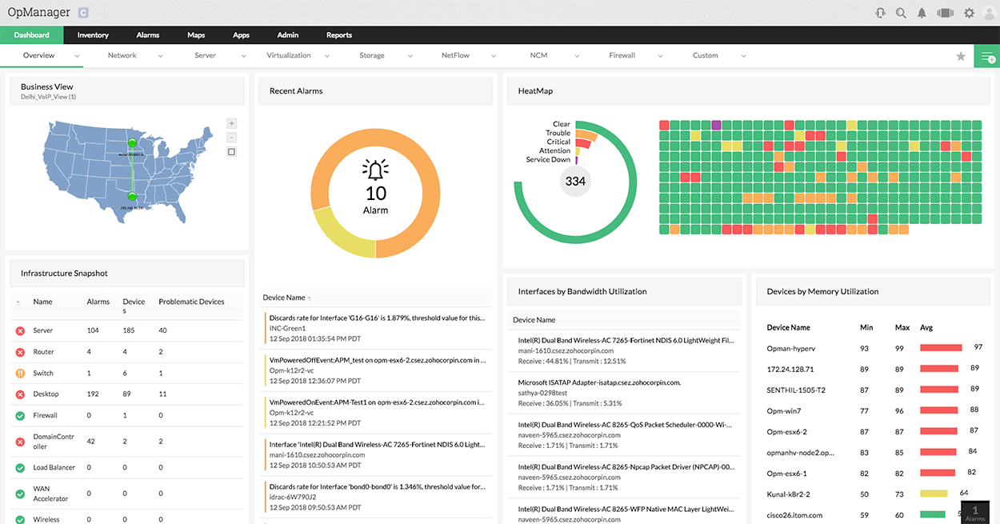 OpManager C
Dashboard Inventory Alarms Maps Apps Admin Reports
Overview Network Server Virtualization Storage NetFlow NCM Firewall Custom
Business View
Delhi_VoIP_View (1)
+
-
Infrastructure Snapshot
Name Alarms Device
s Problematic Devices
Server 104 185 40
Router 4 4 2
Switch 1 6 1
Desktop 192 89 11
Firewall 0 1 0
DomainContr
oller 42 2 2
Load Balancer 0 0 0
WAN
Accelerator 0 0 0
Wireless 0 0 0
Recent Alarms
10
Alarm
Device Name
Discards rate for Interface 'G16-G16' is 1.879%, threshold value for this...
INC-Green1
12 Sep 2018 01:35:54 PM PDT
VmPoweredOffEvent:APM_test on opm-esx6-2.csez.zohocorpin.com in ...
Opm-k12r2-vc
12 Sep 2018 12:36:07 PM PDT
VmPoweredOnEvent:APM-Test1 on opm-esx6-2.csez.zohocorpin.com i...
Opm-k12r2-vc
12 Sep 2018 12:21:52 PM PDT
Interface 'Intel(R) Dual Band Wireless-AC 7265-Fortinet NDIS 6.0 Light...
mani-1610.csez.zohocorpin.com
12 Sep 2018 10:50:53 AM PDT
Discards rate for Interface 'bond0-bond0' is 1.346%, threshold value for...
idrac-6W790J2
12 Sep 2018 09:50:53 AM PDT
HeatMap
Clear
Trouble
Critical
Attention
Service Down
334
Interfaces by Bandwidth Utilization
Device Name
Intel(R) Dual Band Wireless-AC 7265-Fortinet NDIS 6.0 LightWeight Fil...
mani-1610.csez.zohocorpin.com
Receive : 44.81% | Transmit : 12.51%
Microsoft ISATAP Adapter-isatap.csez.zohocorpin.com.
sathya-0298test
Receive : 36.05% | Transmit : 5.31%
Intel(R) Dual Band Wireless-AC 8265-QoS Packet Scheduler-0000-Wi-...
naveen-5965.csez.zohocorpin.com
Receive : 1.71% | Transmit : 1.71%
Intel(R) Dual Band Wireless-AC 8265-Npcap Packet Driver (NPCAP)-00...
naveen-5965.csez.zohocorpin.com
Receive : 1.71% | Transmit : 1.71%
Intel(R) Dual Band Wireless-AC 8265-WFP Native MAC Layer LightWei...
naveen-5965.csez.zohocorpin.com
Devices by Memory Utilization
Device Name Min Max Avg
Opman-hyperv 93 99 97
172.24.128.71 89 89 89
SENTHIL-1505-T2 87 89 89
Opm-win7 77 96 88
Opm-esx6-2 87 87 87
opmanhv-node2.op... 83 85 84
Opm-esx6-1 82 82 82
Kunal-k8r2-2 50 73 64
cisco26.itom.com 59 60
1
Alarms